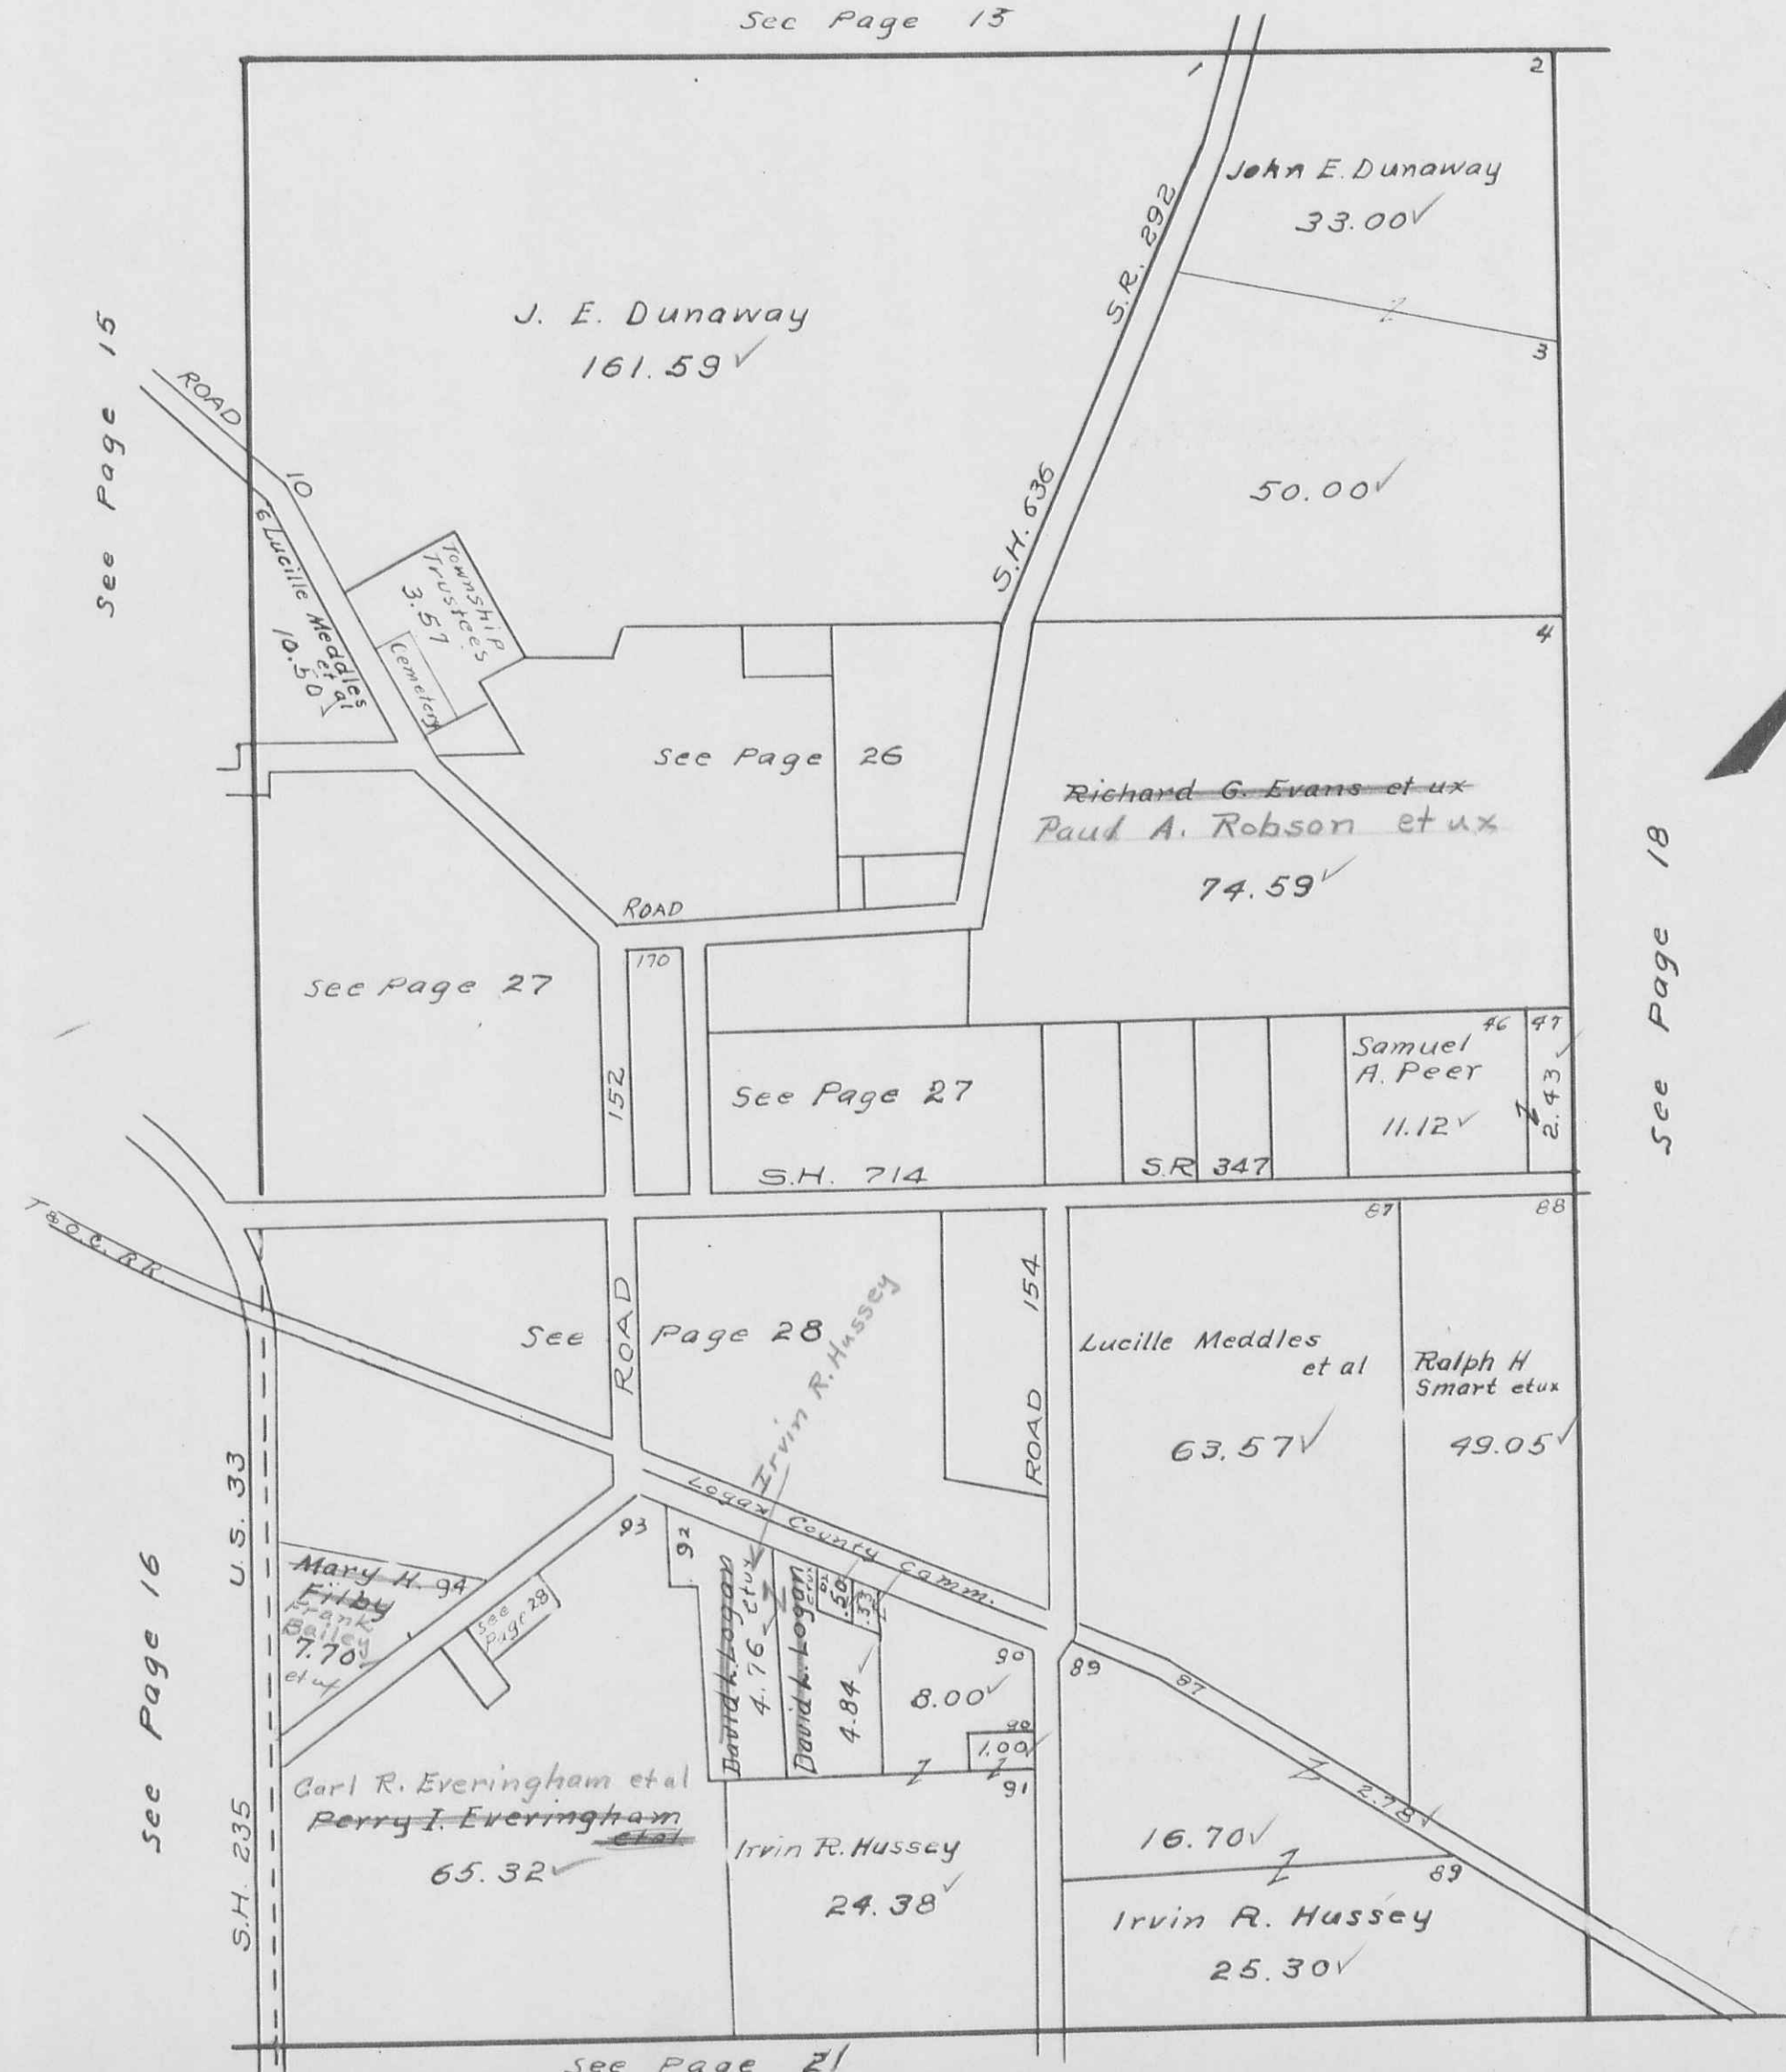 See Page 13
1
2
John E. Dunaway
33.00✓
S.R. 292
J. E. Dunaway
161.59✓
See Page 15
ROAD
3
10
S.H. 636
50.00✓
Lucille Meddles
et al
10.50✓
Township
Trustees
3.57
Cemetery
4
See Page 26
Richard G. Evans et ux
Paul A. Robson et ux
74.59✓
See Page 18
ROAD
170
See Page 27
152
See Page 27
46
47
Samuel
A. Peer
11.12✓
2.43✓
S.H. 714
S.R 347
87
88
T&O.C. R.R.
ROAD
See Page 28
Irvin R. Hussey
ROAD 154
Lucille Meddles
et al
63.57✓
Ralph H
Smart etux
49.05✓
U.S. 33
See Page 16
Logan County Comm.
93
92
Mary H.
94
Filby
Frank
Bailey
7.70✓
et ux
See
Page 28
David L. Logan
etux
4.76
David L. Logan
etux
4.84
.50
.33
90
8.00✓
90
1.00✓
91
89
87
2.78✓
Carl R. Everingham et al
Perry I. Everingham
et al
65.32✓
S.H. 235
Irvin R. Hussey
24.38✓
16.70✓
89
Irvin R. Hussey
25.30✓
See Page 21